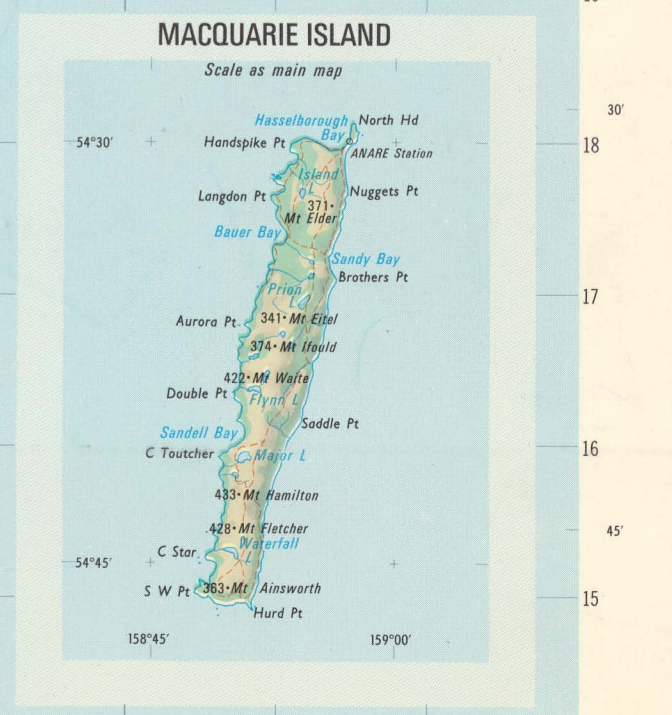 MACQUARIE ISLAND
Scale as main map
30'
18
Hasselborough
Bay
North Hd
54°30'
Handspike Pt
ANARE Station
Island
L
Langdon Pt
Nuggets Pt
371
Mt Elder
Bauer Bay
Sandy Bay
Brothers Pt
Prion
L
17
Aurora Pt
341 · Mt Eitel
374 · Mt Ifould
422 · Mt Waite
Double Pt
Flynn L
Saddle Pt
Sandell Bay
16
C Toutcher
Major L
433 · Mt Hamilton
428 · Mt Fletcher
45'
Waterfall
L
C Star
54°45'
S W Pt
363 · Mt Ainsworth
15
Hurd Pt
158°45'
159°00'